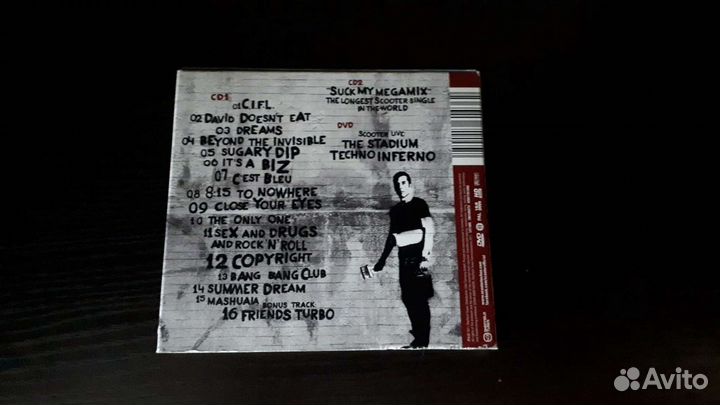 CD1
01 C.I.F.L.
02 DAVID DOESN'T EAT
03 DREAMS
04 BEYOND THE INVISIBLE
05 SUGARY DIP
06 IT'S A BIZ
07 C'EST BLEU
08 8:15 TO NOWHERE
09 CLOSE YOUR EYES
10 THE ONLY ONE
11 SEX AND DRUGS
AND ROCK'N'ROLL
12 COPYRIGHT
13 BANG BANG CLUB
14 SUMMER DREAM
15 MASHUAIA
BONUS TRACK:
16 FRIENDS TURBO
CD2
"SUCK MY MEGAMIX"
THE LONGEST SCOOTER SINGLE
IN THE WORLD
DVD
SCOOTER LIVE
THE STADIUM
TECHNO INFERNO
DVD
PAL
Avito